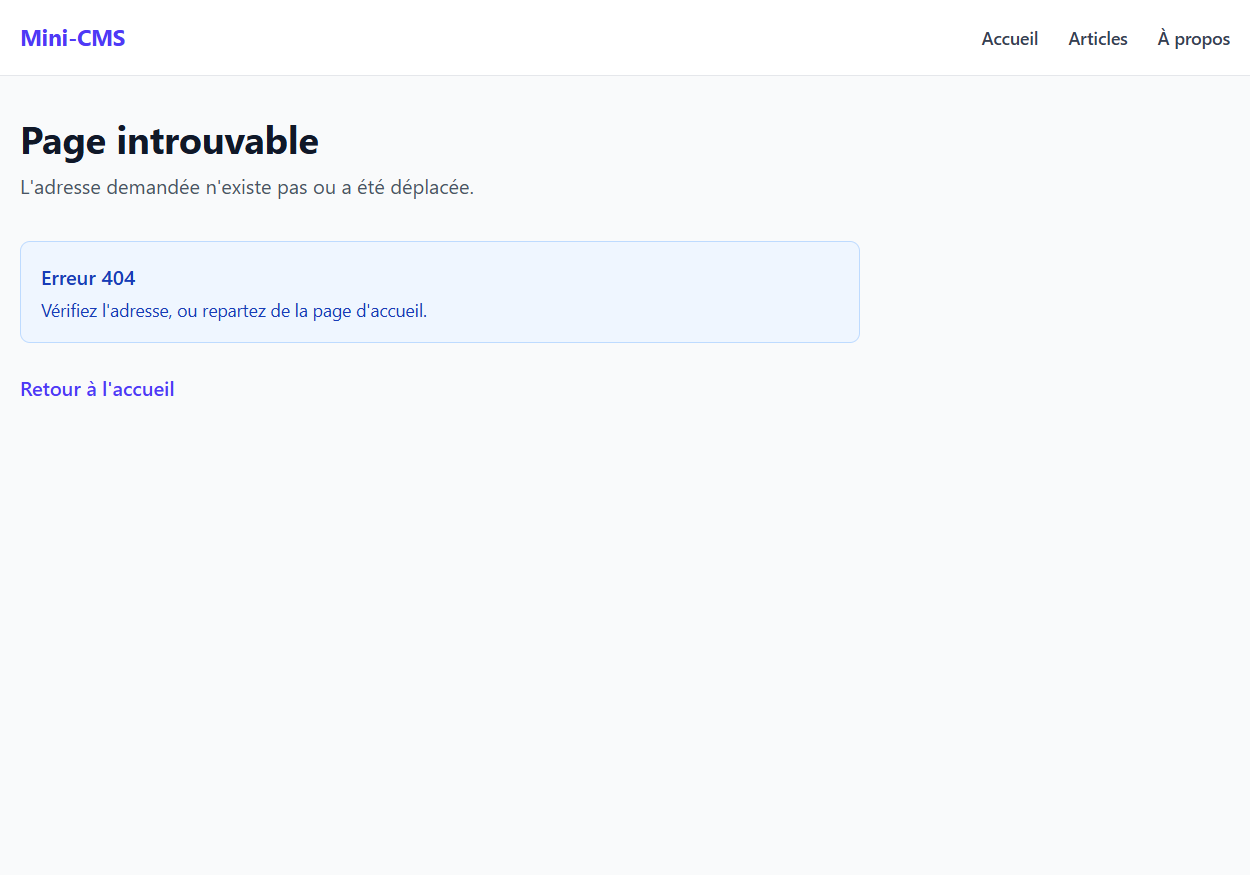 Mini-CMS
Accueil
Articles
À propos
Page introuvable
L'adresse demandée n'existe pas ou a été déplacée.
Erreur 404
Vérifiez l'adresse, ou repartez de la page d'accueil.
Retour à l'accueil